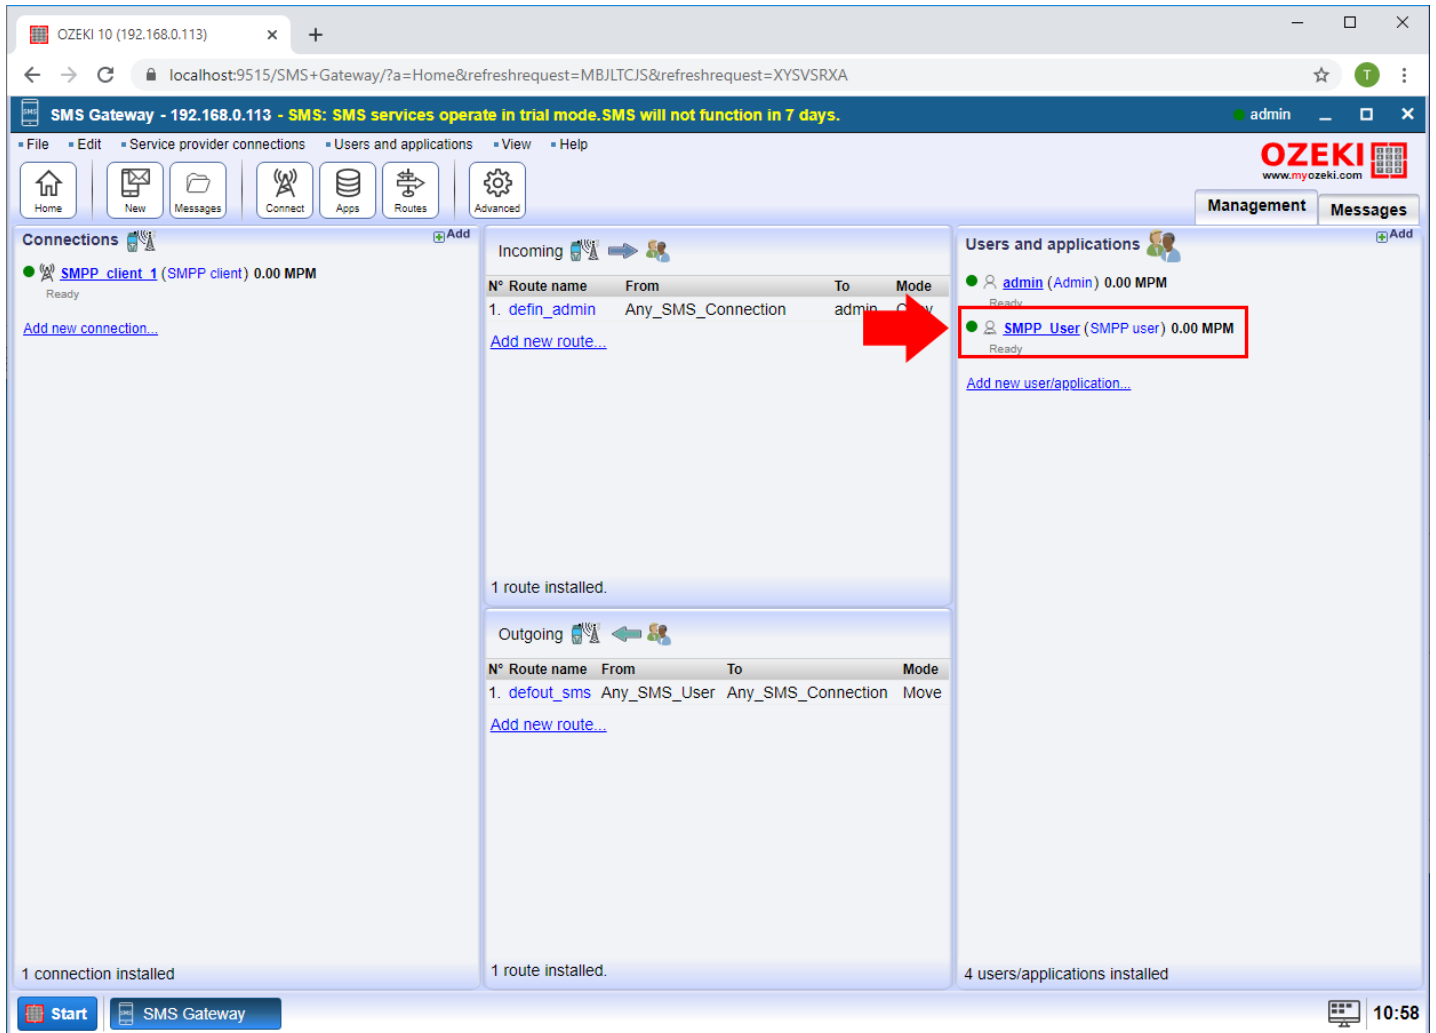 OZEKI 10 (192.168.0.113)
localhost:9515/SMS+Gateway/?a=Home&refreshrequest=MBJLTCJS&refreshrequest=XYSVSRXA
T
SMS Gateway - 192.168.0.113 - SMS: SMS services operate in trial mode.SMS will not function in 7 days.
admin
File Edit Service provider connections Users and applications View Help
OZEKI
www.myozeki.com
Home New Messages Connect Apps Routes Advanced
Management Messages
Connections
Add
SMPP_client_1 (SMPP client) 0.00 MPM
Ready
Add new connection...
1 connection installed
Incoming
N° Route name From To Mode
1. defin_admin Any_SMS_Connection admin
Add new route...
1 route installed.
Outgoing
N° Route name From To Mode
1. defout_sms Any_SMS_User Any_SMS_Connection Move
Add new route...
1 route installed.
Users and applications
Add
admin (Admin) 0.00 MPM
Ready
SMPP_User (SMPP user) 0.00 MPM
Ready
Add new user/application...
4 users/applications installed
Start SMS Gateway 10:58